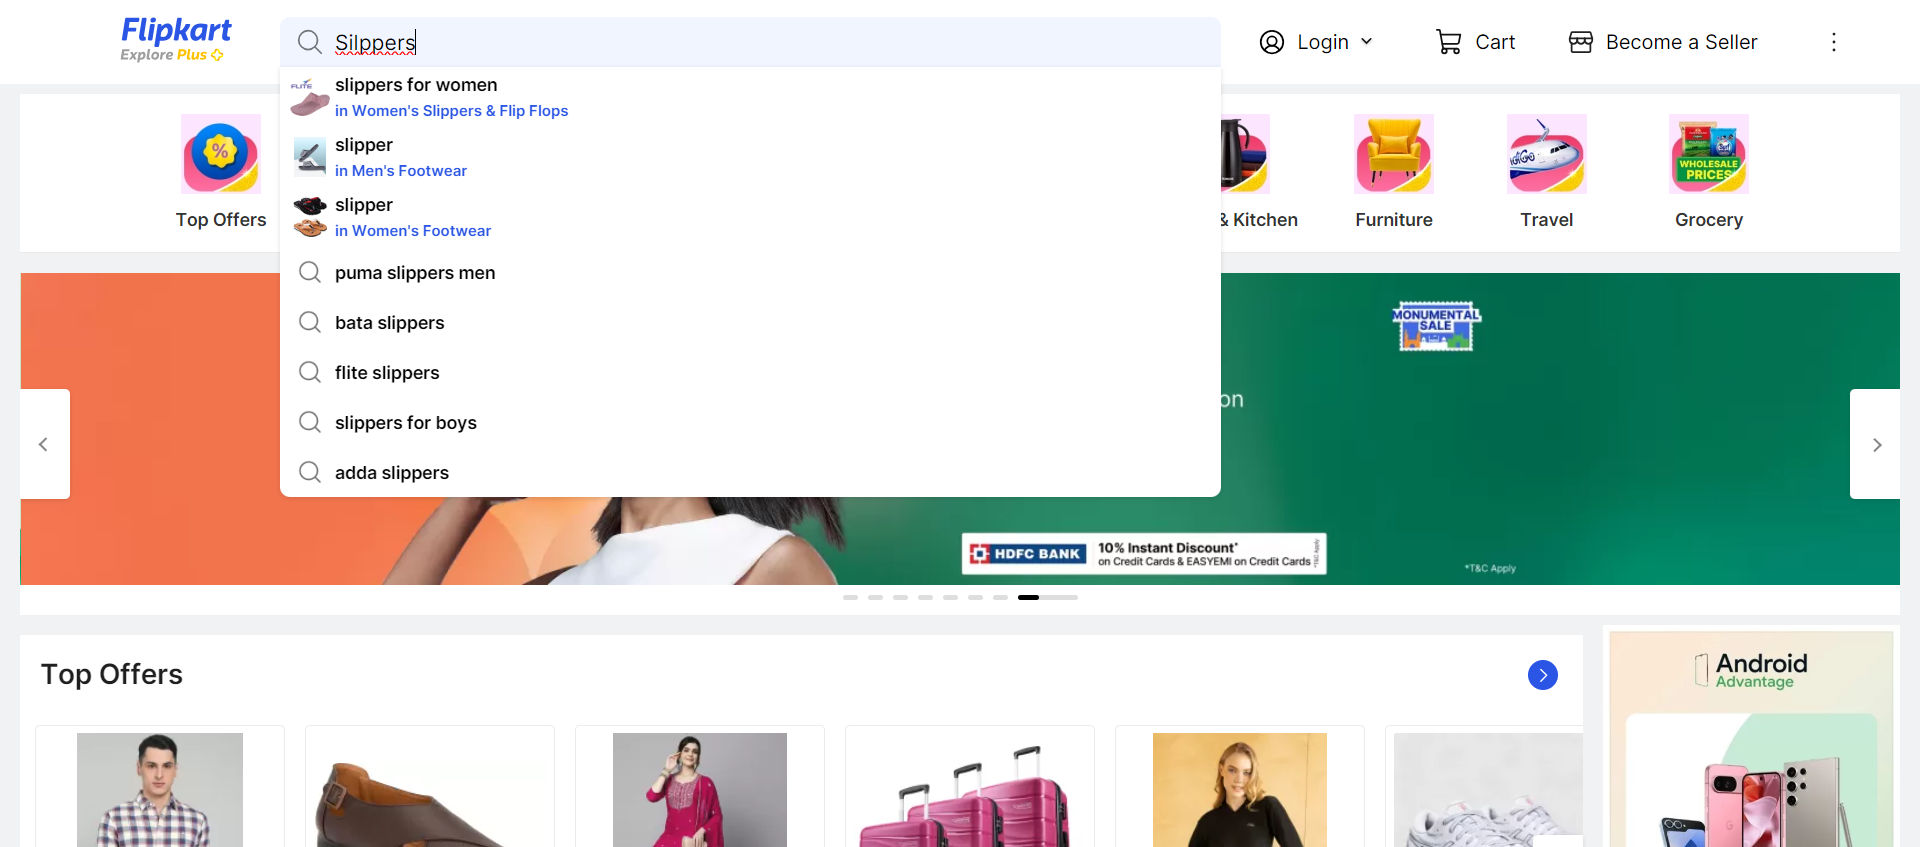 Flipkart
Explore Plus
Silppers
Login
Cart
Become a Seller
FLITE
slippers for women
in Women's Slippers & Flip Flops
slipper
in Men's Footwear
slipper
in Women's Footwear
puma slippers men
bata slippers
flite slippers
slippers for boys
adda slippers
%
Top Offers
& Kitchen
Furniture
IndiGo
Travel
WHOLESALE
PRICES
Grocery
MONUMENTAL
SALE
on
HDFC BANK
10% Instant Discount*
on Credit Cards & EASYEMI on Credit Cards
*T&C Apply
*T&C Apply
Top Offers
Android
Advantage